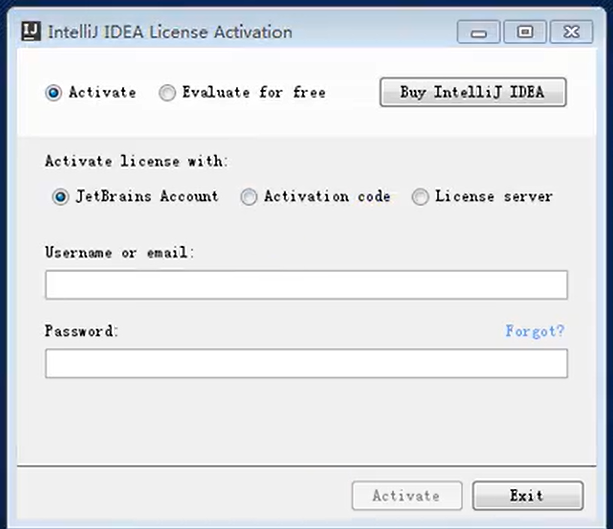 IntelliJ IDEA License Activation
Activate Evaluate for free Buy IntelliJ IDEA
Activate license with:
JetBrains Account Activation code License server
Username or email:
Password: Forgot?
Activate Exit